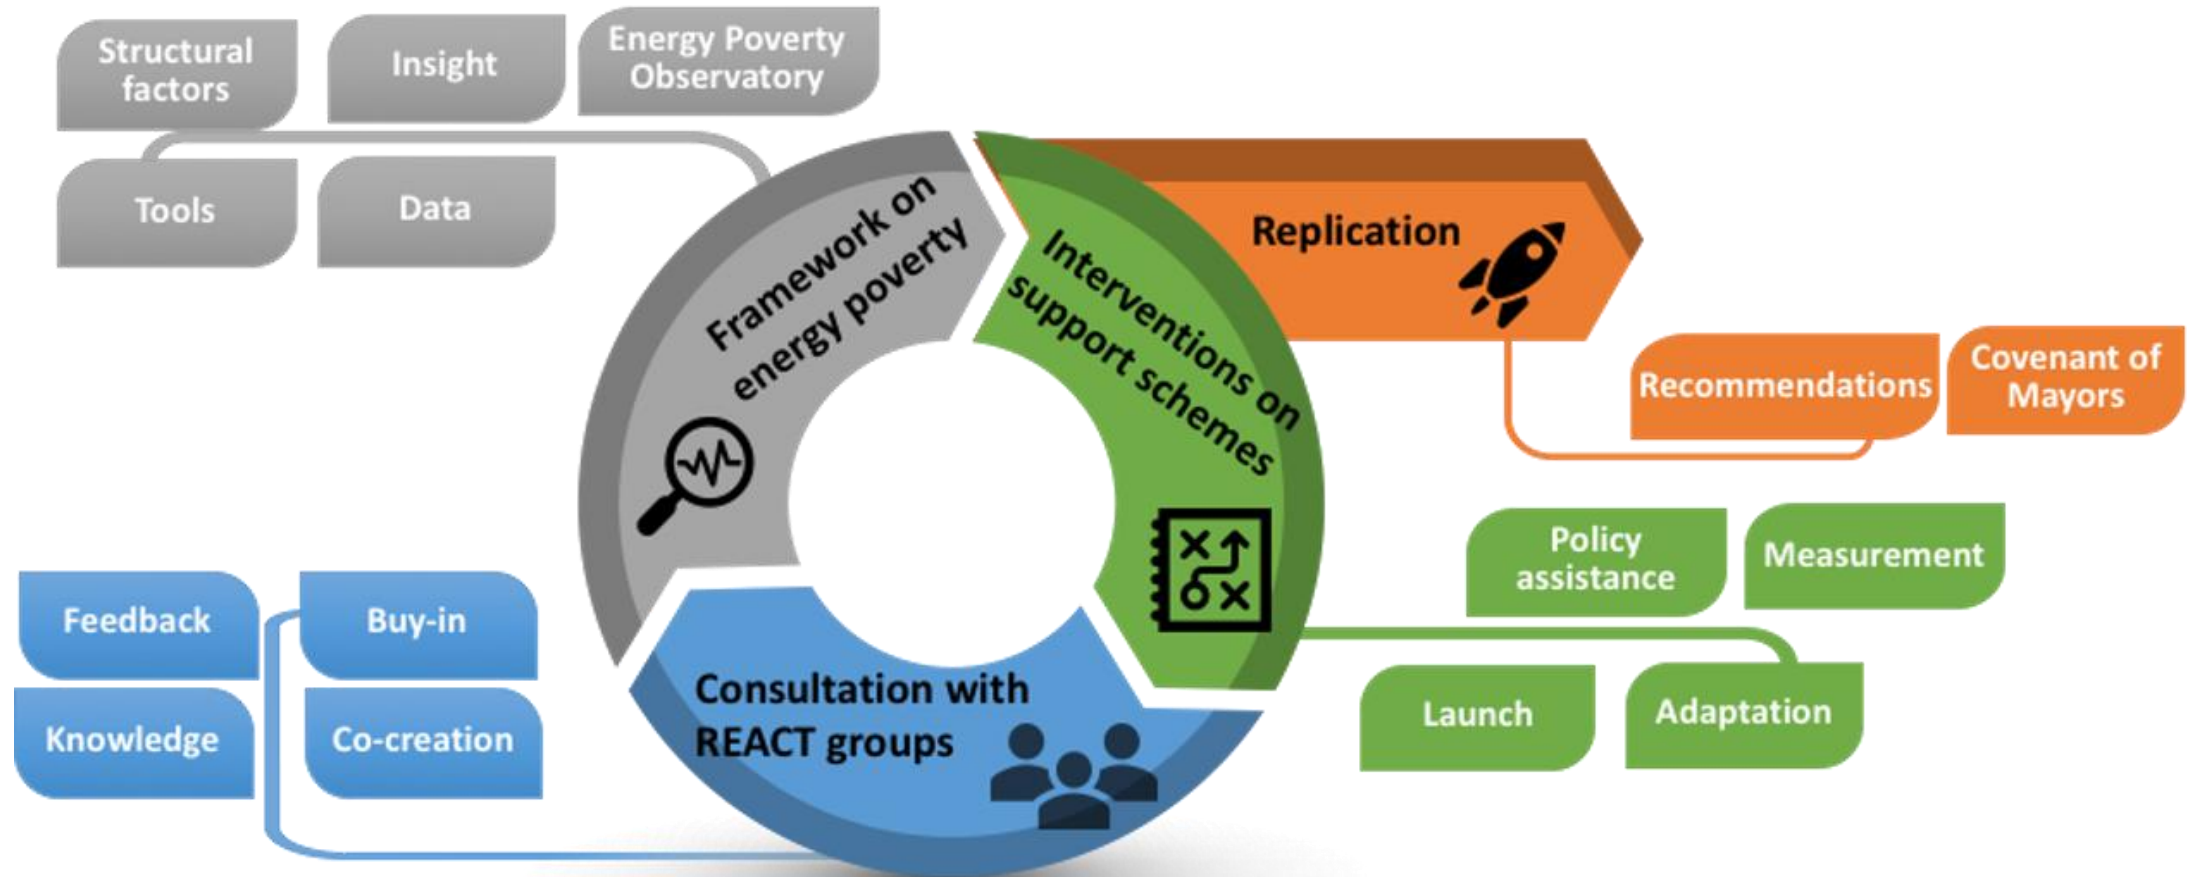 Structural
factors
Insight
Energy Poverty
Observatory
Tools
Data
Framework on
energy poverty
Interventions on
support schemes
Replication
Recommendations
Covenant of
Mayors
Policy
assistance
Measurement
Launch
Adaptation
Feedback
Buy-in
Knowledge
Co-creation
Consultation with
REACT groups